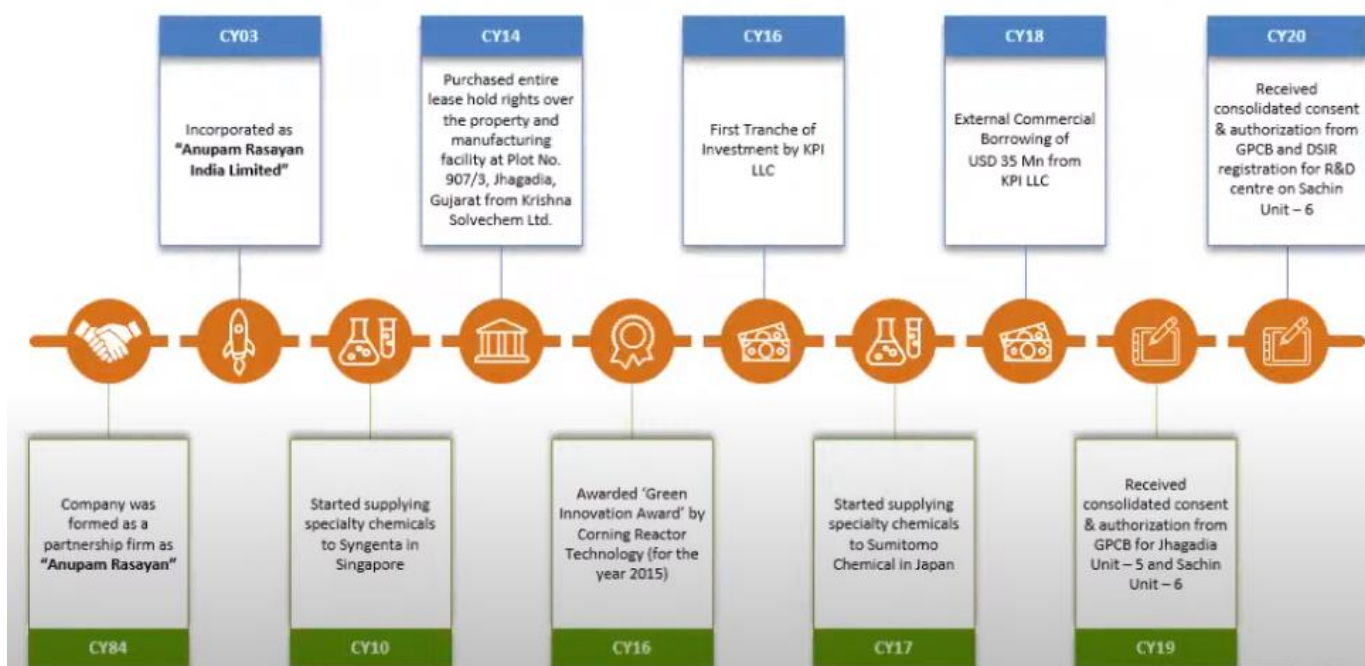 CY03
Incorporated as
“Anupam Rasayan
India Limited”
CY14
Purchased entire
lease hold rights over
the property and
manufacturing
facility at Plot No.
907/3, Jhagadia,
Gujarat from Krishna
Solvechem Ltd.
CY16
First Tranche of
Investment by KPI
LLC
CY18
External Commercial
Borrowing of
USD 35 Mn from
KPI LLC
CY20
Received
consolidated consent
& authorization from
GPCB and DSIR
registration for R&D
centre on Sachin
Unit – 6
Company was
formed as a
partnership firm as
“Anupam Rasayan”
CY84
Started supplying
specialty chemicals
to Syngenta in
Singapore
CY10
Awarded ‘Green
Innovation Award’ by
Corning Reactor
Technology (for the
year 2015)
CY16
Started supplying
specialty chemicals
to Sumitomo
Chemical in Japan
CY17
Received
consolidated consent
& authorization from
GPCB for Jhagadia
Unit – 5 and Sachin
Unit – 6
CY19